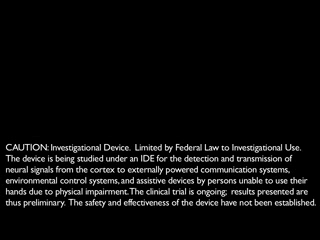 CAUTION: Investigational Device. Limited by Federal Law to Investigational Use.
The device is being studied under an IDE for the detection and transmission of
neural signals from the cortex to externally powered communication systems,
environmental control systems, and assistive devices by persons unable to use their
hands due to physical impairment. The clinical trial is ongoing; results presented are
thus preliminary. The safety and effectiveness of the device have not been established.